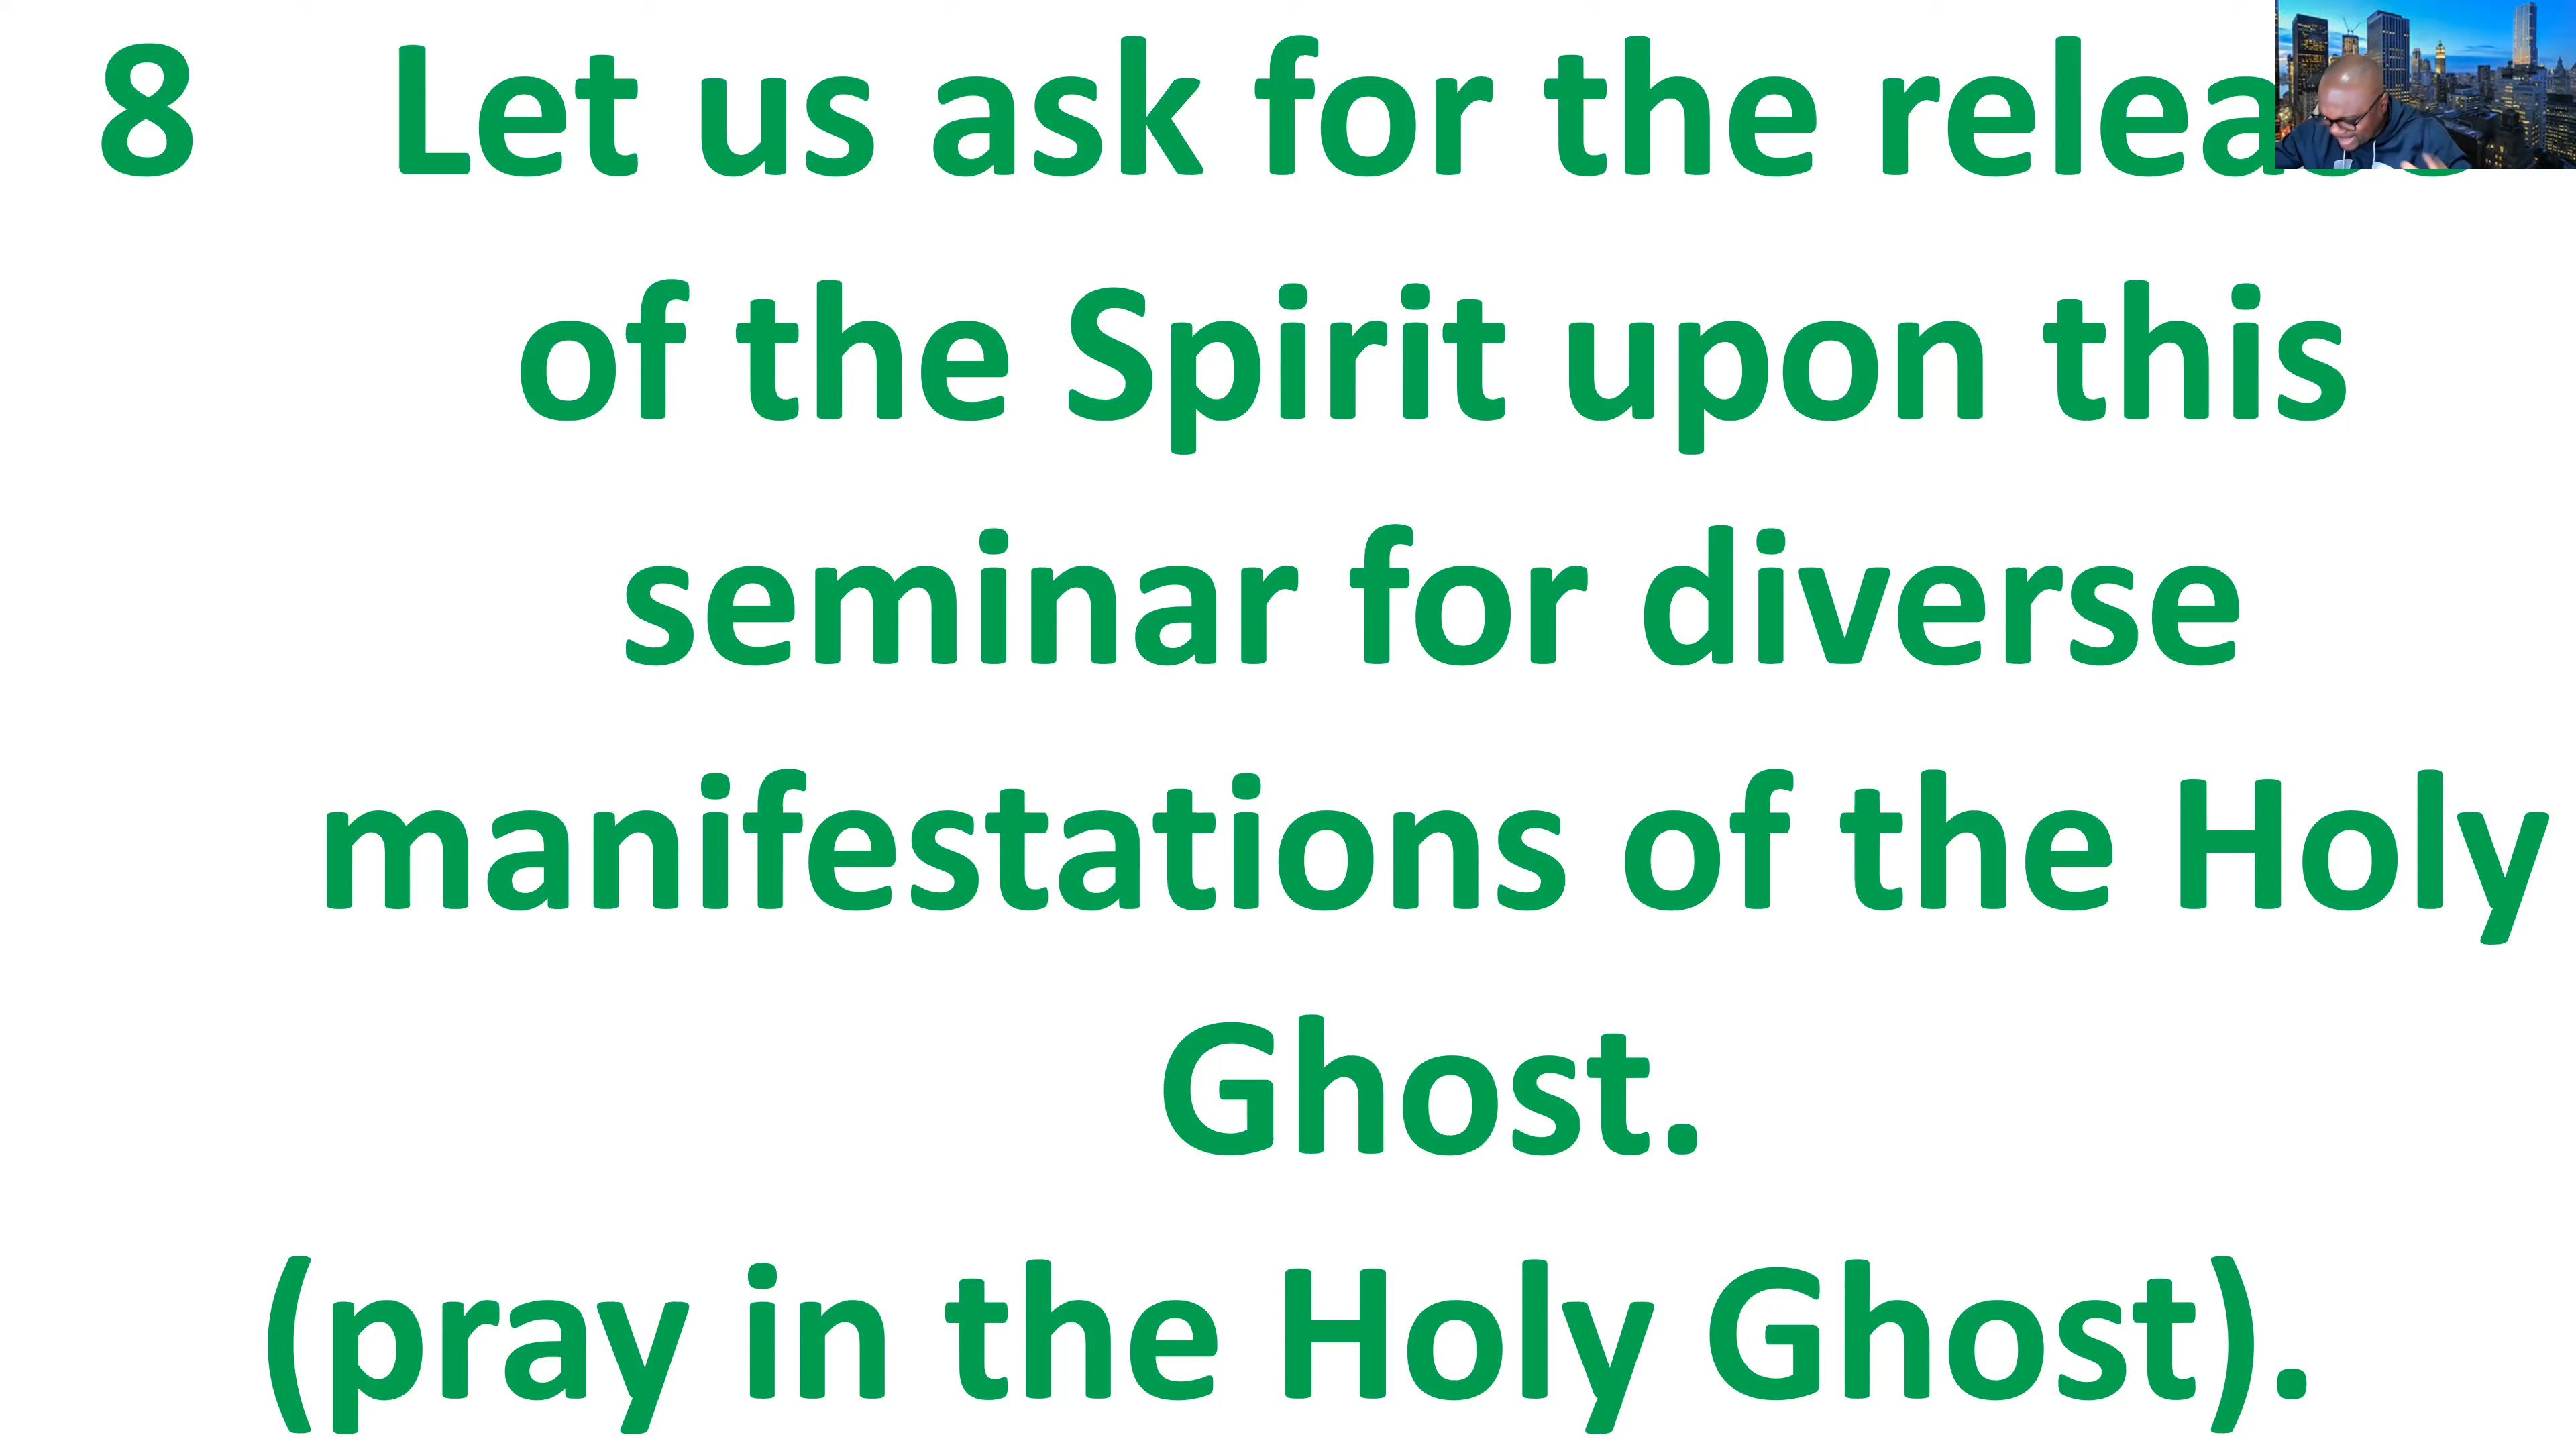 8 Let us ask for the
of the Spirit upon this
seminar for diverse
manifestations of the Holy
Ghost.
(pray in the Holy Ghost).